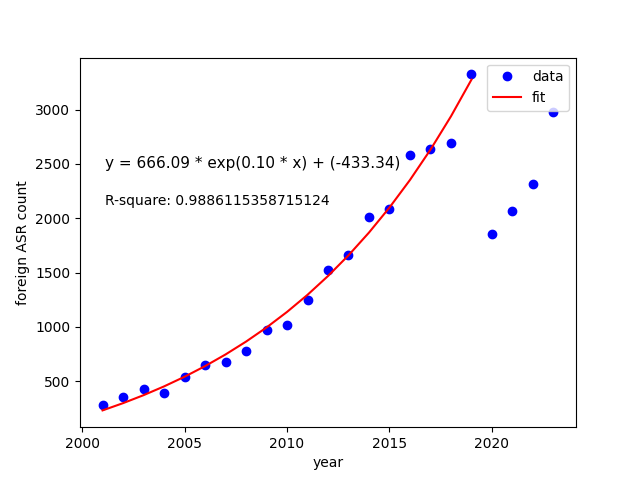 data
fit
y = 666.09 * exp(0.10 * x) + (-433.34)
R-square: 0.9886115358715124
foreign ASR count
3000
2500
2000
1500
1000
500
2000 2005 2010 2015 2020
year